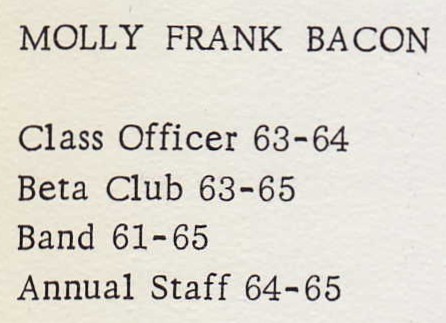 MOLLY FRANK BACON
Class Officer 63-64
Beta Club 63-65
Band 61-65
Annual Staff 64-65